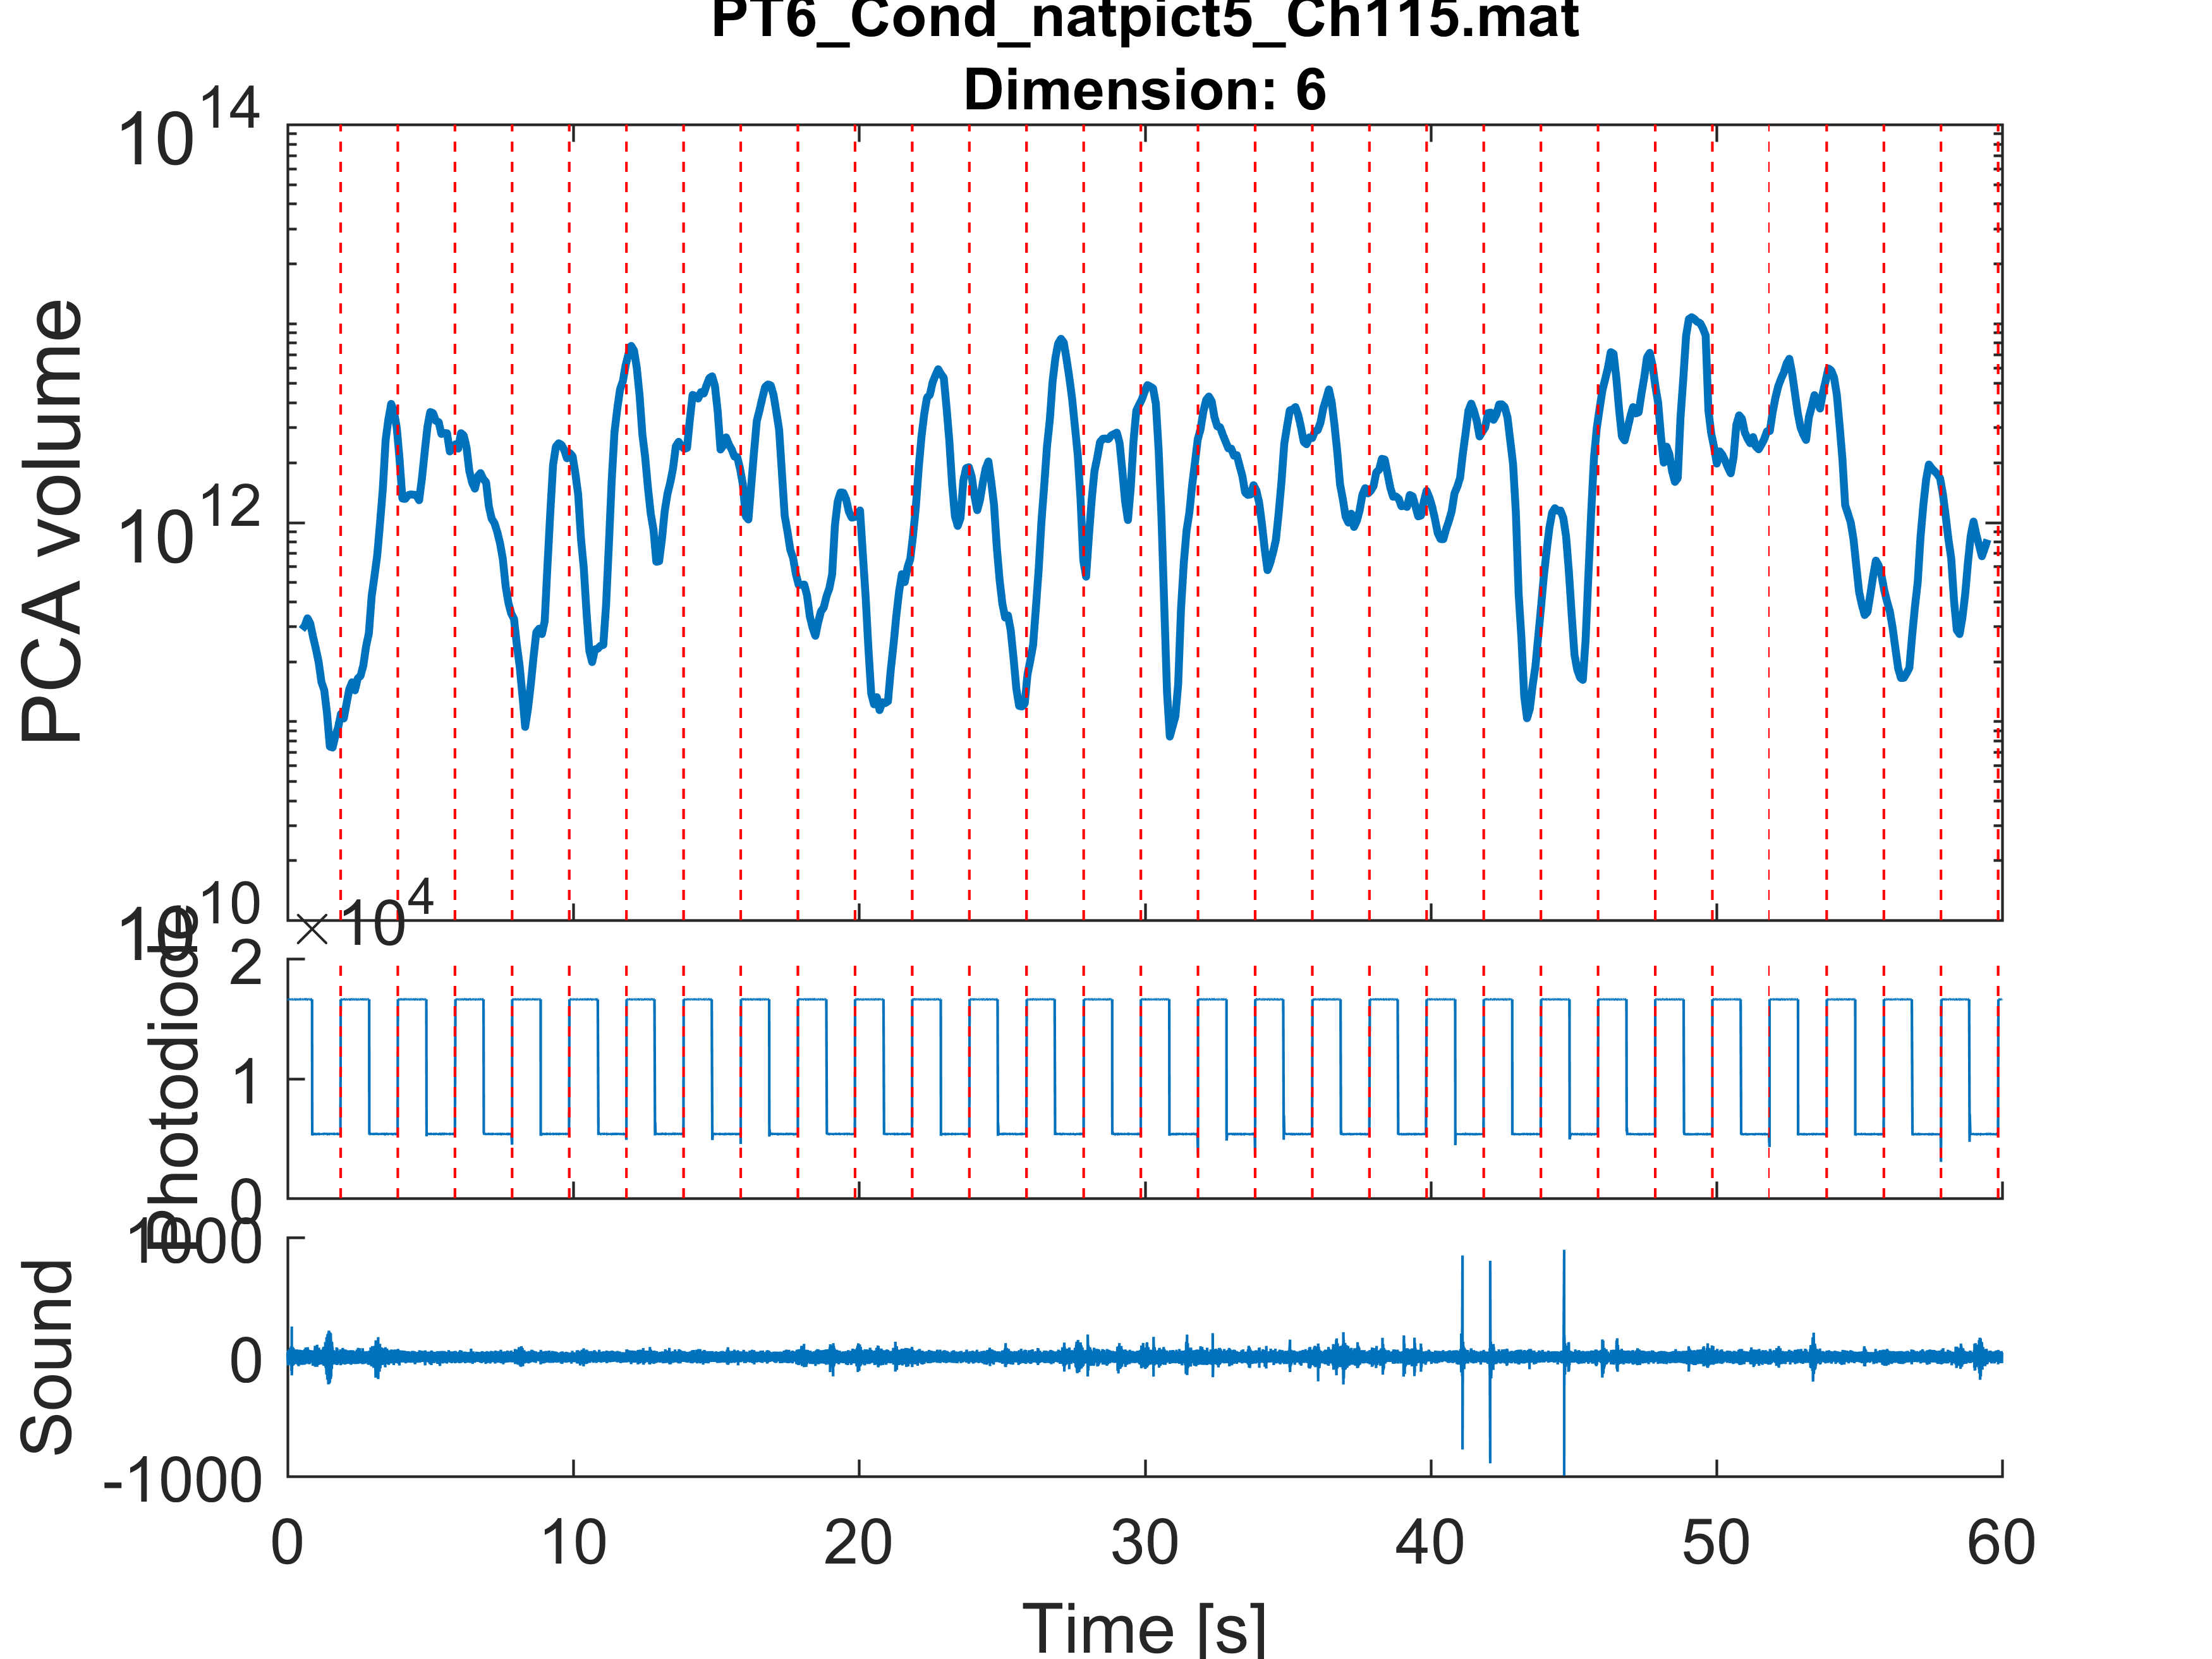 PT6_Cond_natpict5_Ch115.mat
Dimension: 6
PCA volume
10^14
10^12
10^10
×10^4
Photodiode
2
1
0
Sound
1000
0
-1000
0 10 20 30 40 50 60
Time [s]